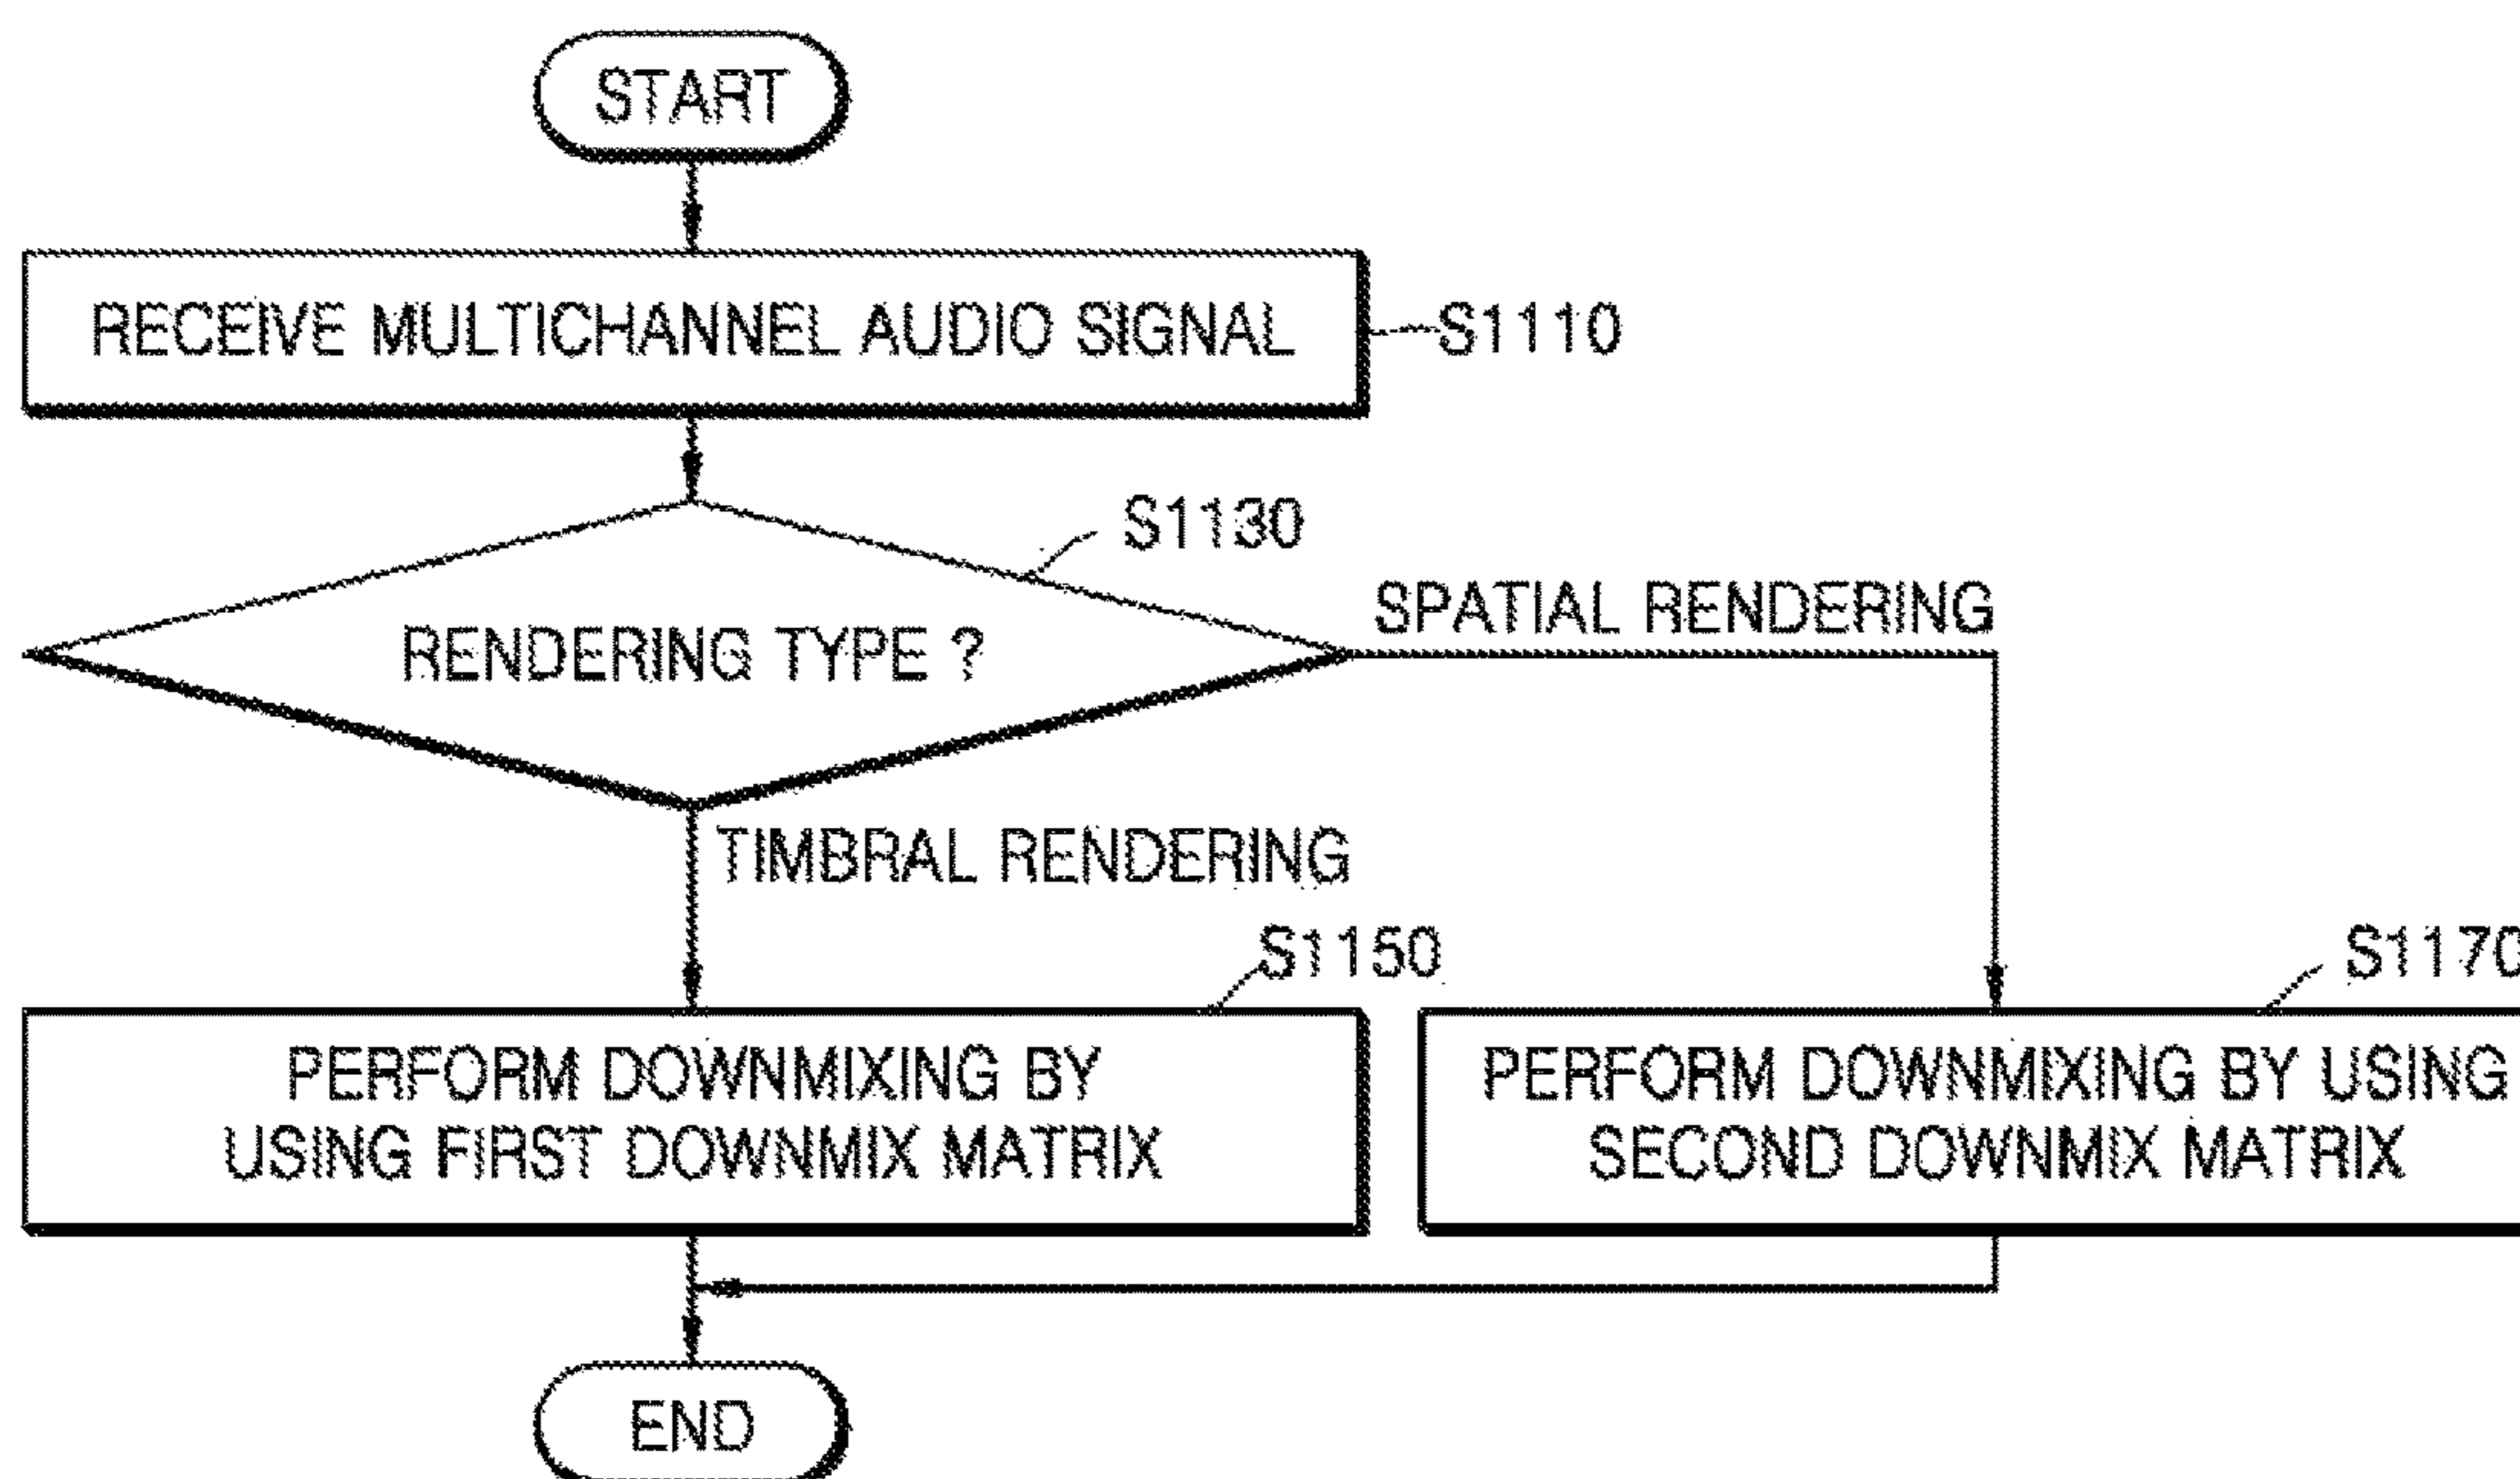 START
RECEIVE MULTICHANNEL AUDIO SIGNAL
S1110
S1130
RENDERING TYPE ?
SPATIAL RENDERING
TIMBRAL RENDERING
S1150
PERFORM DOWNMIXING BY
USING FIRST DOWNMIX MATRIX
S1170
PERFORM DOWNMIXING BY USING
SECOND DOWNMIX MATRIX
END